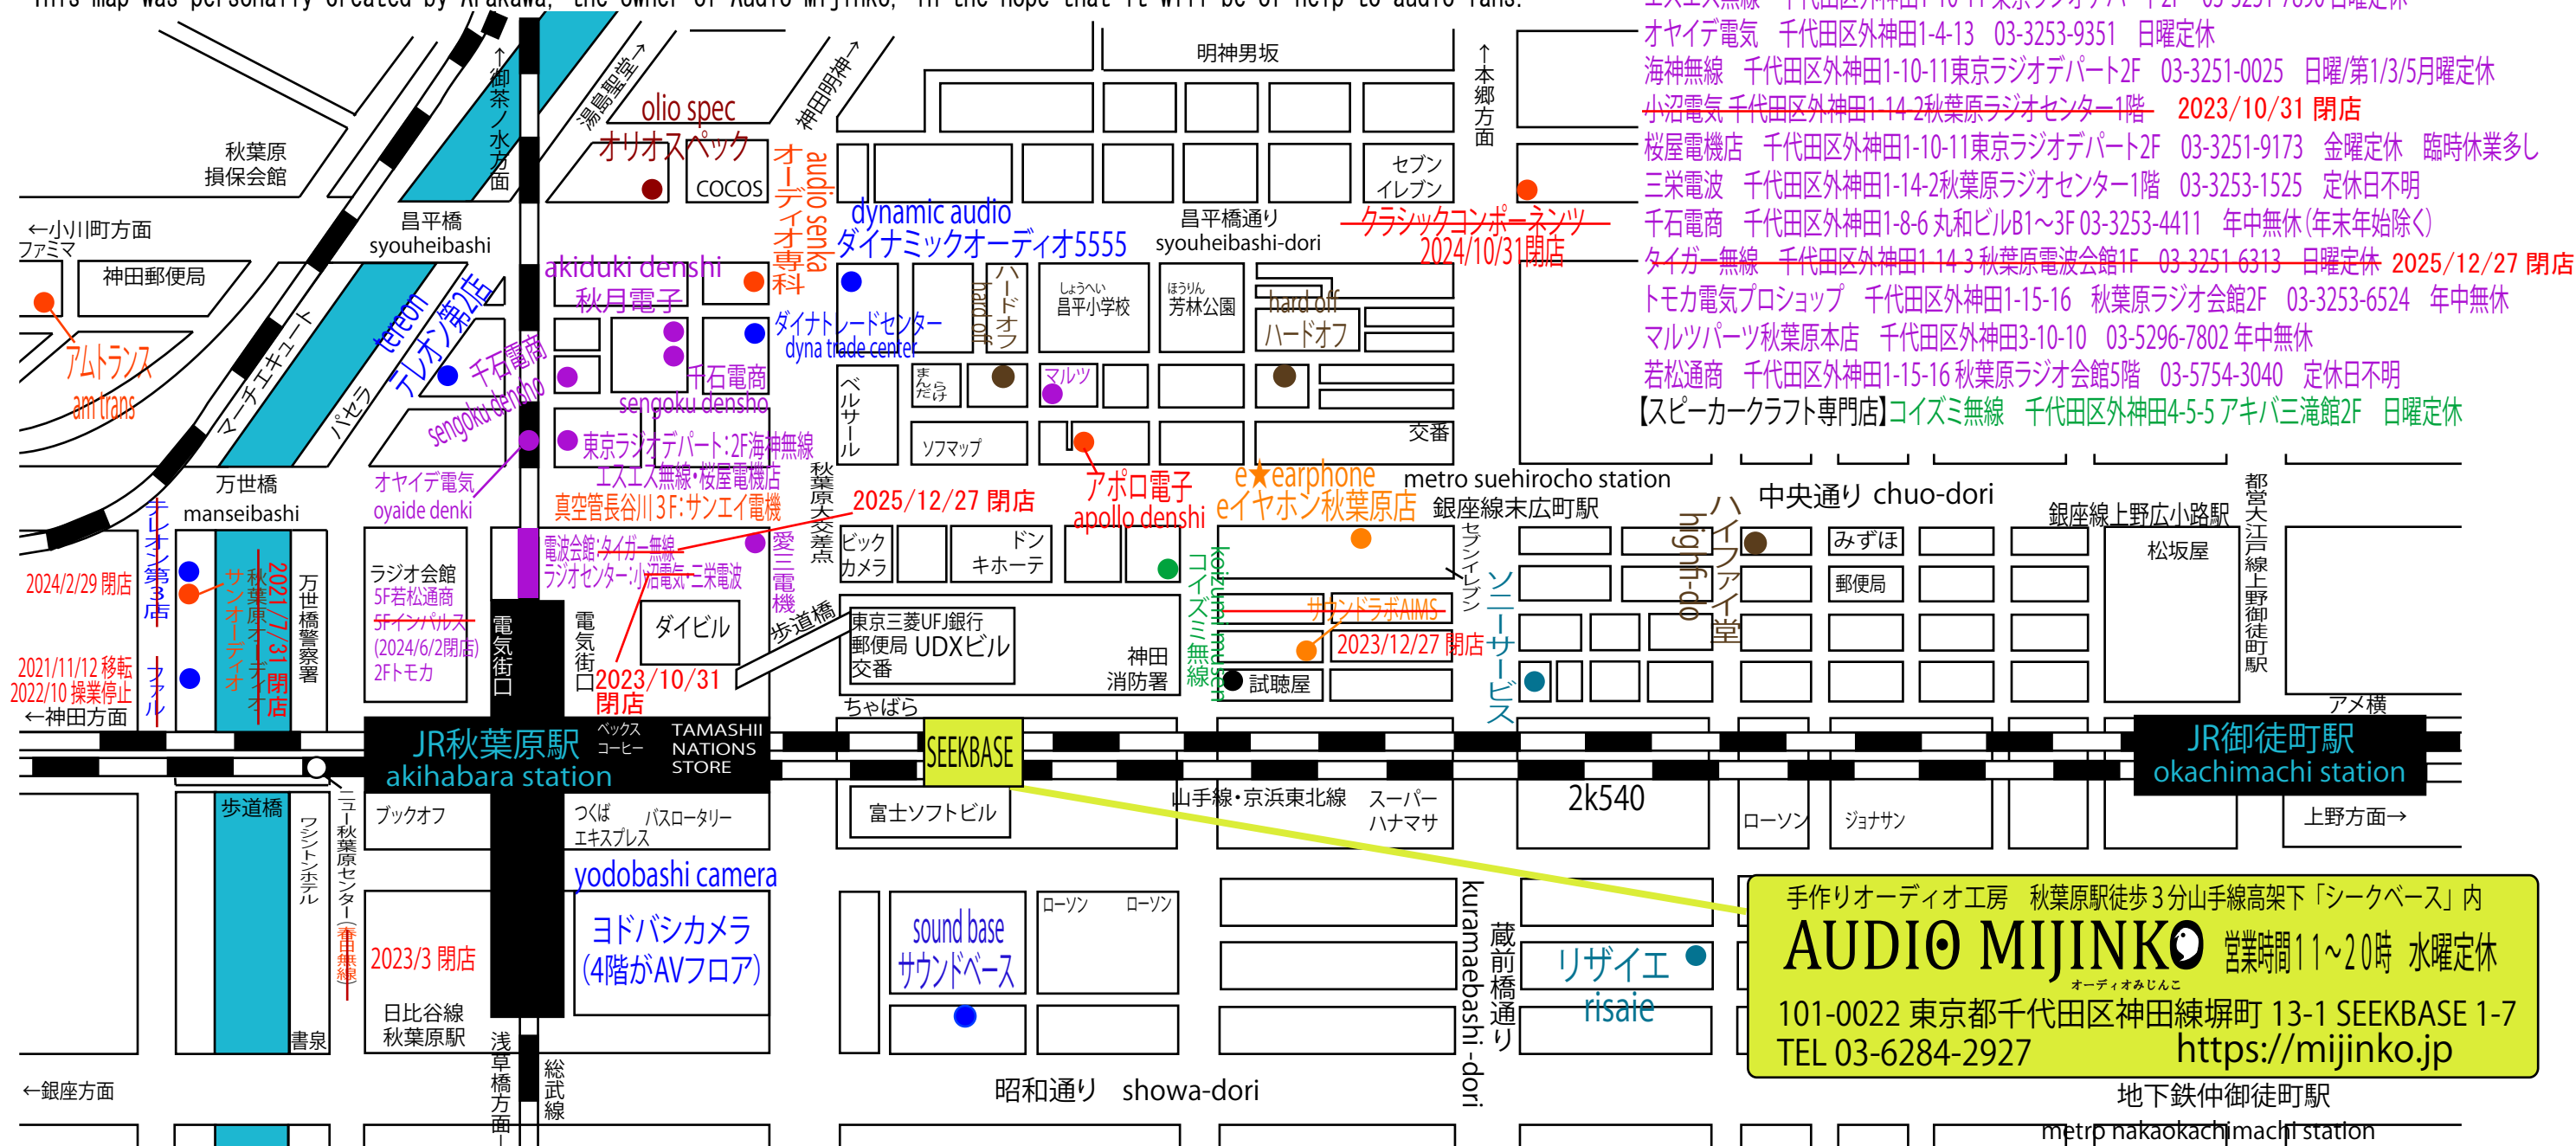 This map was personally created by Arakawa, the owner of Audio Mijinko, in the hope that it will be of help to audio fans.
エスエス無線 千代田区外神田1-10-11東京ラジオデパート2F 03-3251-7890 日曜定休
オヤイデ電気 千代田区外神田1-4-13 03-3253-9351 日曜定休
海神無線 千代田区外神田1-10-11東京ラジオデパート2F 03-3251-0025 日曜/第1/3/5月曜定休
小沼電気 千代田区外神田1-14-2秋葉原ラジオセンター1階 2023/10/31 閉店
桜屋電機店 千代田区外神田1-10-11東京ラジオデパート2F 03-3251-9173 金曜定休 臨時休業多し
三栄電波 千代田区外神田1-14-2秋葉原ラジオセンター1階 03-3253-1525 定休日不明
千石電商 千代田区外神田1-8-6 丸和ビルB1～3F 03-3253-4411 年中無休(年末年始除く)
タイガー無線 千代田区外神田1-14-3 秋葉原電波会館1F 03-3251-6313 日曜定休 2025/12/27 閉店
トモカ電気プロショップ 千代田区外神田1-15-16 秋葉原ラジオ会館2F 03-3253-6524 年中無休
マルツパーツ秋葉原本店 千代田区外神田3-10-10 03-5296-7802 年中無休
若松通商 千代田区外神田1-15-16 秋葉原ラジオ会館5階 03-5754-3040 定休日不明
【スピーカークラフト専門店】コイズミ無線 千代田区外神田4-5-5 アキバ三滝館2F 日曜定休
↑御茶ノ水方面
湯島聖堂→
神田明神→
明神男坂
↑本郷方面
olio spec
オリオスペック
COCOS
audio senka
オーディオ専科
セブン
イレブン
秋葉原
損保会館
昌平橋
syouheibashi
dynamic audio
ダイナミックオーディオ5555
昌平橋通り
syouheibashi-dori
クラシックコンポーネンツ
2024/10/31閉店
←小川町方面
ファミマ
神田郵便局
akiduki denshi
秋月電子
ハードオフ
hard off
しょうへい
昌平小学校
ほうりん
芳林公園
hard off
ハードオフ
tereon
テレオン第2店
ダイナトレードセンター
dyna trade center
アムトランス
am trans
マーチエキュート
パセラ
千石電商
sengoku densho
千石電商
sengoku densho
ベルサール
まんだらけ
マルツ
ソフマップ
交番
東京ラジオデパート：2F海神無線
エスエス無線・桜屋電機店
真空管長谷川３F：サンエイ電機
秋葉原大交差点
オヤイデ電気
oyaide denki
万世橋
manseibashi
2025/12/27 閉店
アポロ電子
apollo denshi
e★earphone
eイヤホン秋葉原店
metro suehirocho station
銀座線末広町駅
中央通り chuo-dori
銀座線上野広小路駅
都営大江戸線上野御徒町駅
テレオン第3店
2024/2/29 閉店
サンオーディオ
秋葉原オーディオ
2021/7/31 閉店
万世橋警察署
ラジオ会館
5F若松通商
5Fインパルス
(2024/6/2閉店)
2Fトモカ
電波会館：タイガー無線
ラジオセンター：小沼電気・三栄電波
愛三電機
ビック
カメラ
ドン
キホーテ
koizumi musen
コイズミ無線
セブンイレブン
ソニーサービス
highfi-do
ハイファイ堂
みずほ
郵便局
松坂屋
2021/11/12 移転
2022/10 操業停止
ファル
←神田方面
電気街口
電気街口
2023/10/31
閉店
ダイビル
歩道橋
東京三菱UFJ銀行
郵便局 UDXビル
交番
神田
消防署
サウンドラボAIMS
2023/12/27 閉店
試聴屋
ちゃばら
アメ横
JR秋葉原駅
akihabara station
ベックス
コーヒー
TAMASHII
NATIONS
STORE
SEEKBASE
JR御徒町駅
okachimachi station
歩道橋
ワシントンホテル
ニュー秋葉原センター(春日無線)
ブックオフ
つくば
エキスプレス
バスロータリー
富士ソフトビル
山手線・京浜東北線
スーパー
ハナマサ
2k540
ローソン
ジョナサン
上野方面→
yodobashi camera
ヨドバシカメラ
(4階がAVフロア)
2023/3 閉店
日比谷線
秋葉原駅
書泉
sound base
サウンドベース
ローソン
ローソン
kuramaebashi -dori
蔵前橋通り
リザイエ
risaie
手作りオーディオ工房 秋葉原駅徒歩３分山手線高架下「シークベース」内
AUDIO MIJINKO 営業時間１１～２０時 水曜定休
オーディオみじんこ
101-0022 東京都千代田区神田練塀町 13-1 SEEKBASE 1-7
TEL 03-6284-2927 https://mijinko.jp
←銀座方面
浅草橋方面
総武線
昭和通り showa-dori
地下鉄仲御徒町駅
metro nakaokachimachi station